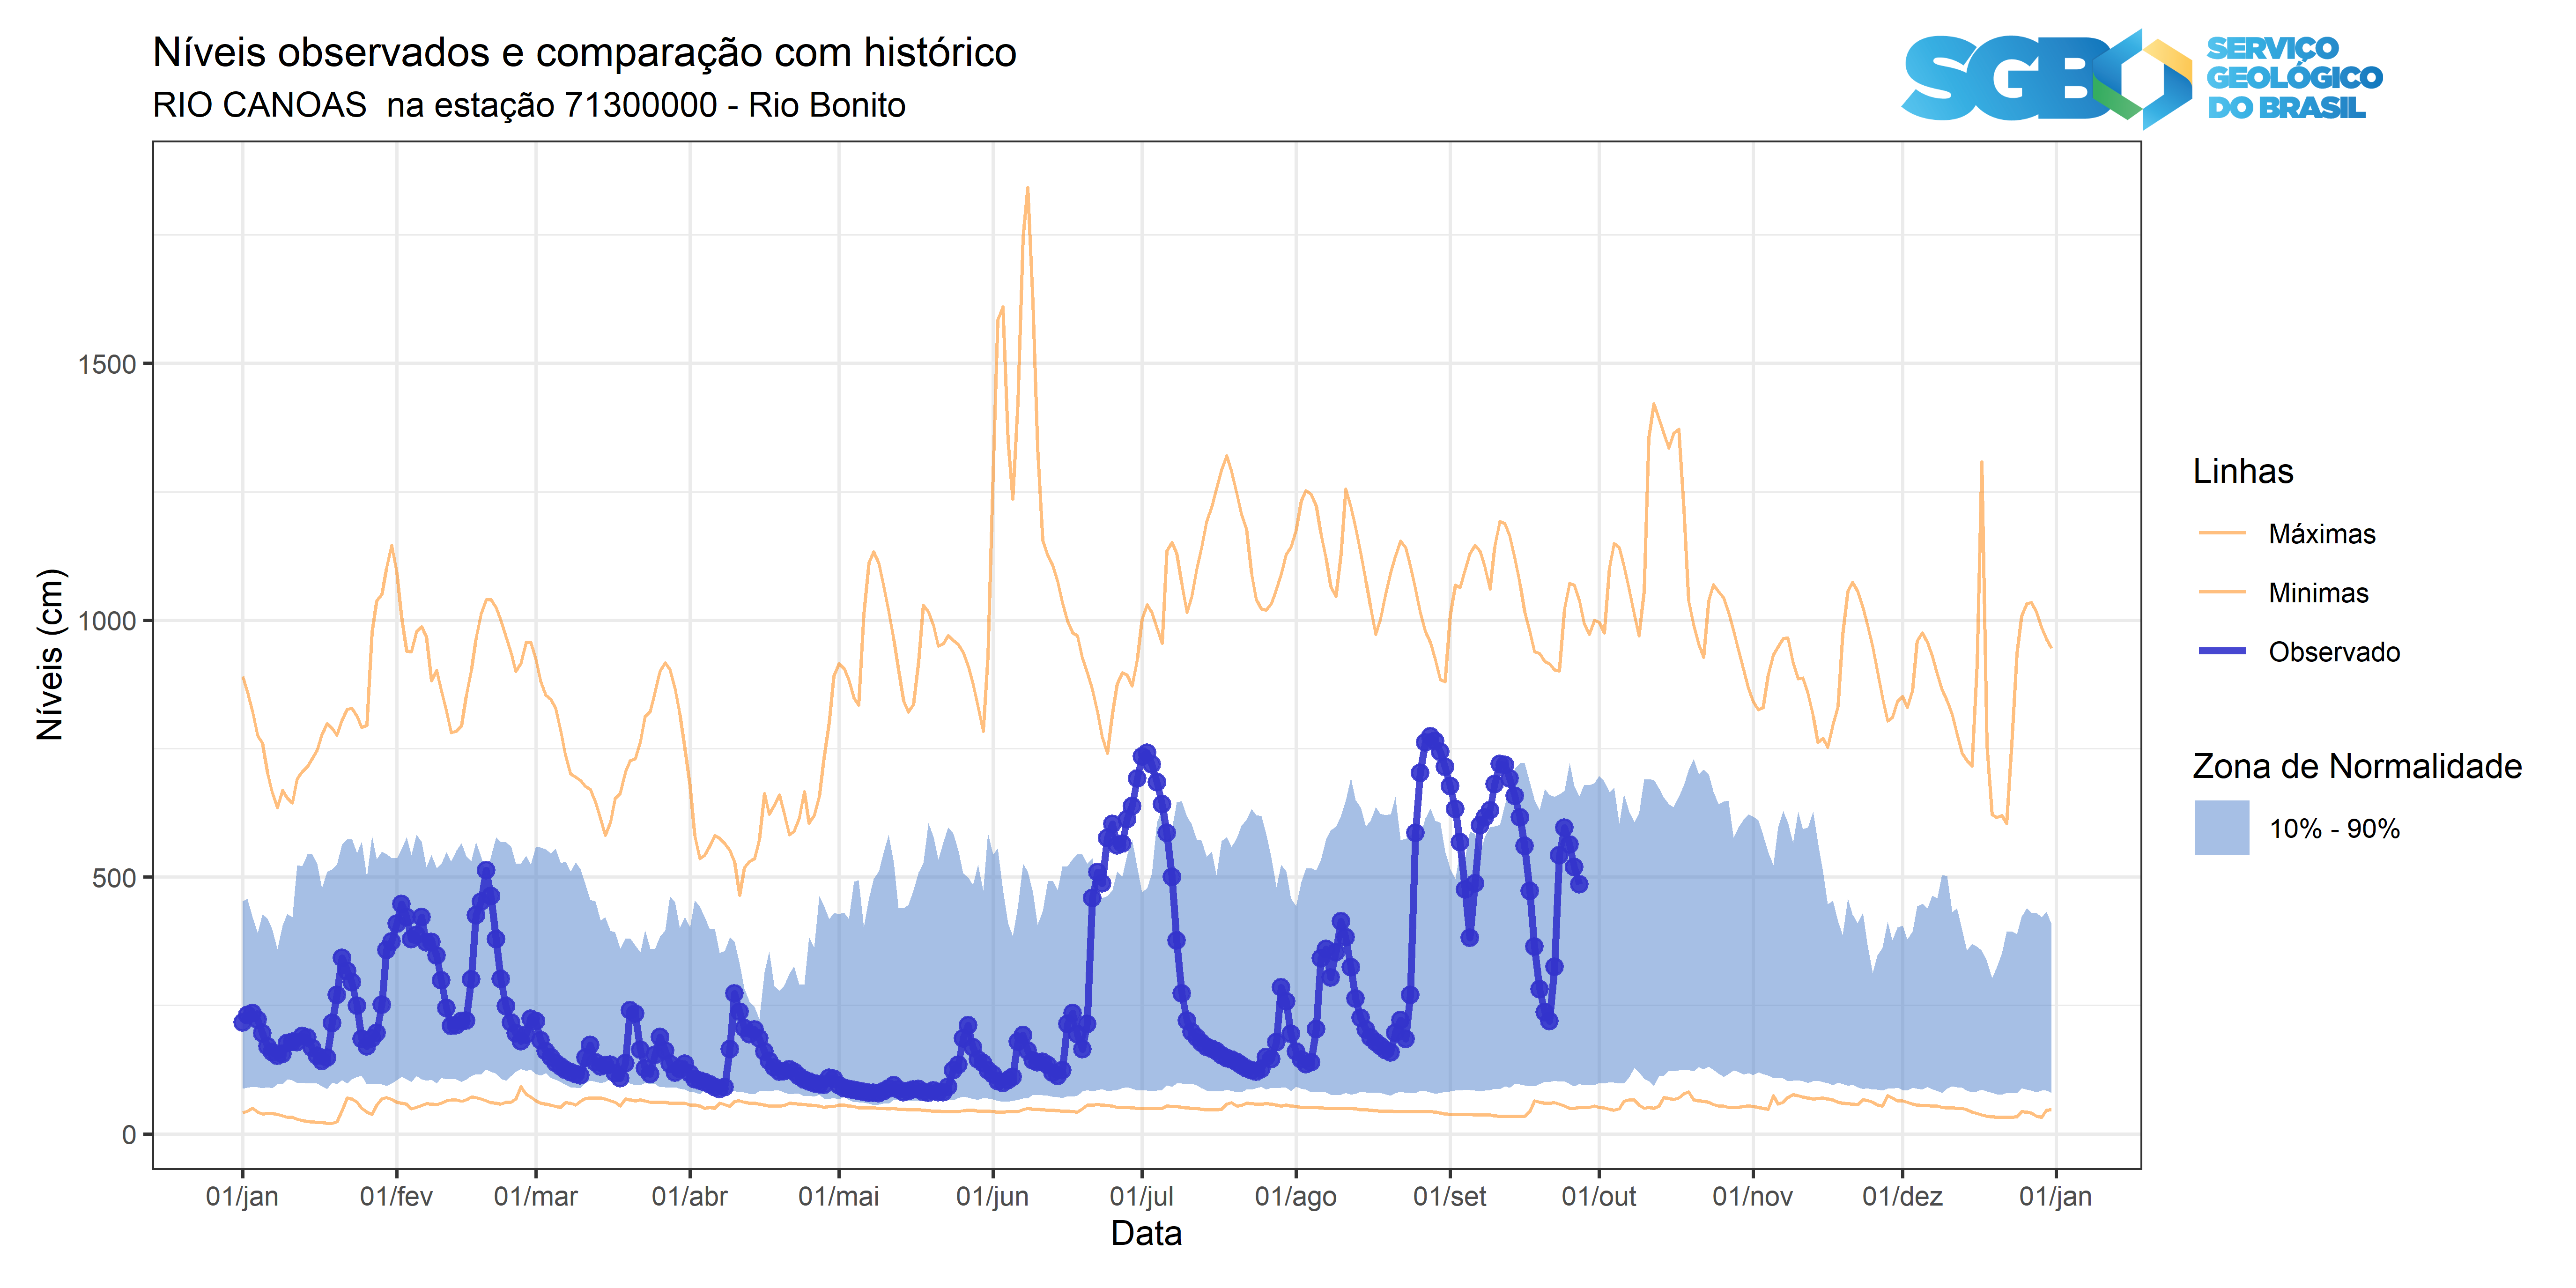 Níveis observados e comparação com histórico
RIO CANOAS  na estação 71300000 - Rio Bonito
SGB
SERVIÇO
GEOLÓGICO
DO BRASIL
Níveis (cm)
1500
1000
500
0
01/jan
01/fev
01/mar
01/abr
01/mai
01/jun
01/jul
01/ago
01/set
01/out
01/nov
01/dez
01/jan
Data
Linhas
Máximas
Minimas
Observado
Zona de Normalidade
10% - 90%